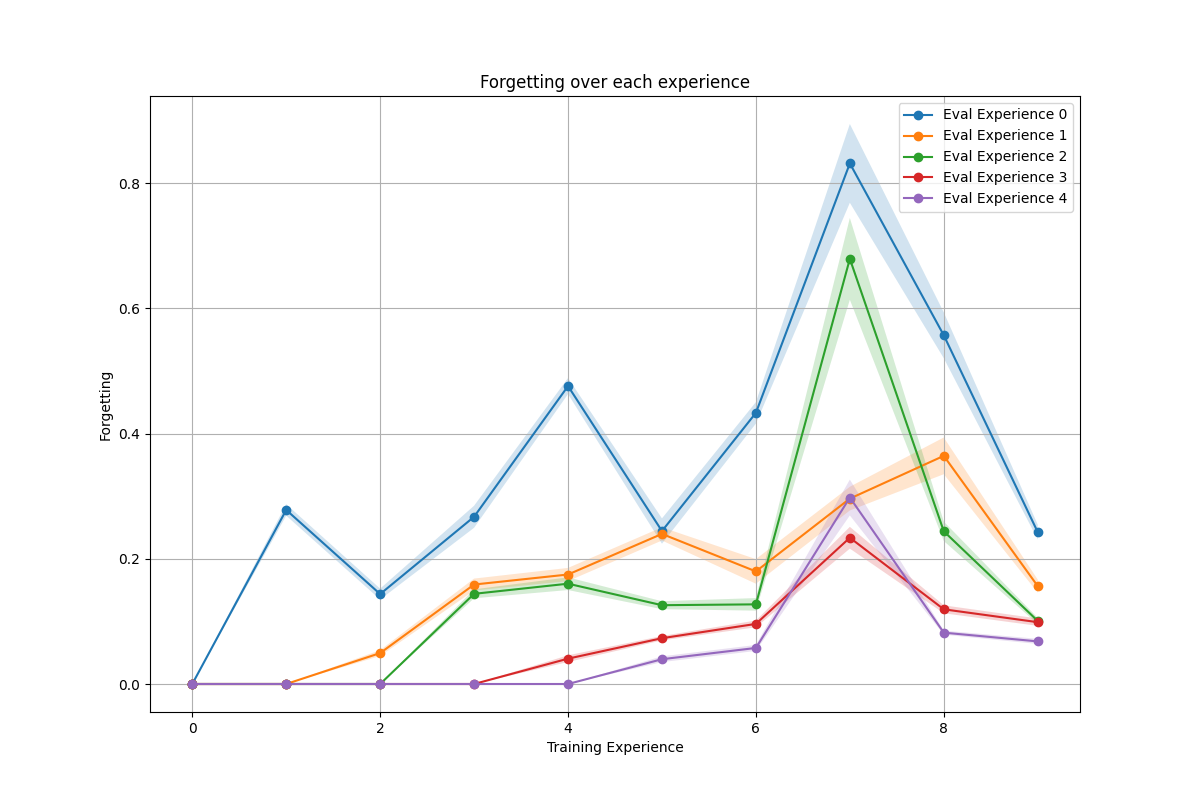 Forgetting over each experience
Eval Experience 0
Eval Experience 1
Eval Experience 2
Eval Experience 3
Eval Experience 4
0.8
0.6
0.4
0.2
0.0
Forgetting
0 2 4 6 8
Training Experience